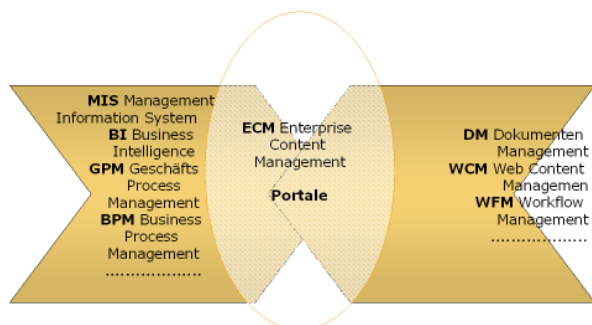 MIS Management
Information System
BI Business
Intelligence
GPM Geschäfts
Process
Management
BPM Business
Process
Management
...................
ECM Enterprise
Content
Management
Portale
DM Dokumenten
Management
WCM Web Content
Managemen
WFM Workflow
Management
...................